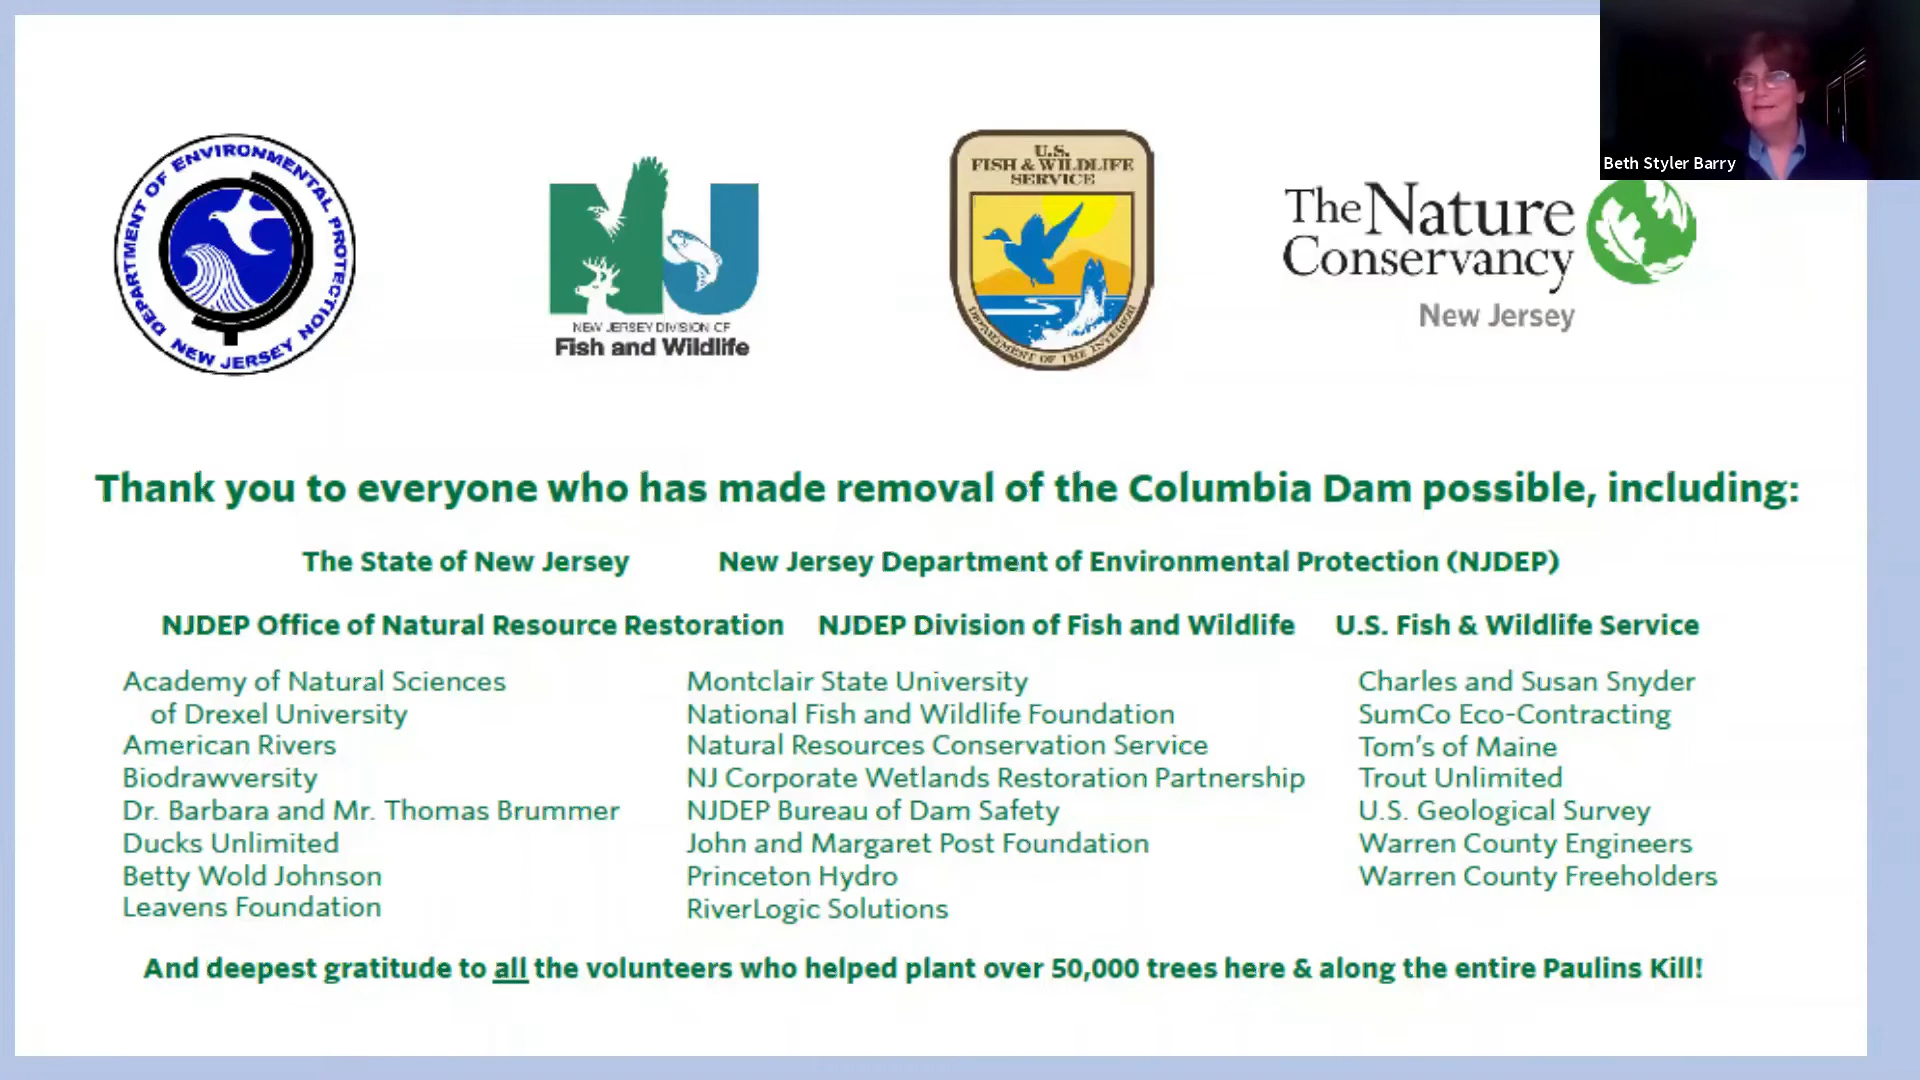 DEPARTMENT OF ENVIRONMENTAL PROTECTION
NEW JERSEY
NEW JERSEY DIVISION OF
Fish and Wildlife
U.S.
FISH & WILDLIFE
SERVICE
DEPARTMENT OF THE INTERIOR
The Nature
Conservancy
New Jersey
Beth Styler Barry
Thank you to everyone who has made removal of the Columbia Dam possible, including:
The State of New Jersey New Jersey Department of Environmental Protection (NJDEP)
NJDEP Office of Natural Resource Restoration NJDEP Division of Fish and Wildlife U.S. Fish & Wildlife Service
Academy of Natural Sciences
of Drexel University
American Rivers
Biodrawversity
Dr. Barbara and Mr. Thomas Brummer
Ducks Unlimited
Betty Wold Johnson
Leavens Foundation
Montclair State University
National Fish and Wildlife Foundation
Natural Resources Conservation Service
NJ Corporate Wetlands Restoration Partnership
NJDEP Bureau of Dam Safety
John and Margaret Post Foundation
Princeton Hydro
RiverLogic Solutions
Charles and Susan Snyder
SumCo Eco-Contracting
Tom's of Maine
Trout Unlimited
U.S. Geological Survey
Warren County Engineers
Warren County Freeholders
And deepest gratitude to all the volunteers who helped plant over 50,000 trees here & along the entire Paulins Kill!